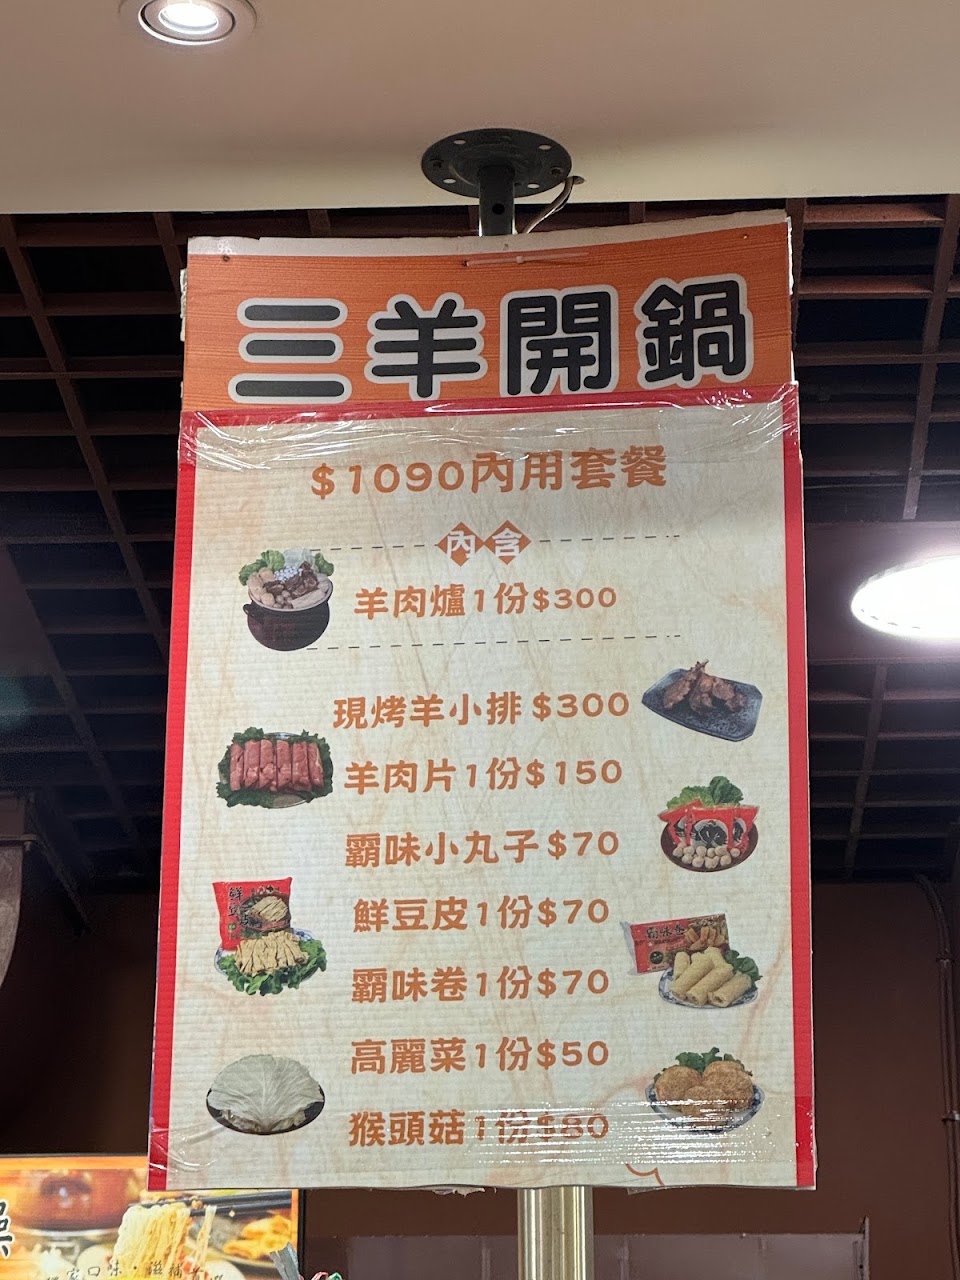 三羊開鍋
$1090內用套餐
內含
羊肉爐1份$300
現烤羊小排$300
羊肉片1份$150
霸味小丸子$70
鮮豆皮1份$70
霸味卷1份$70
高麗菜1份$50
猴頭菇1份$80